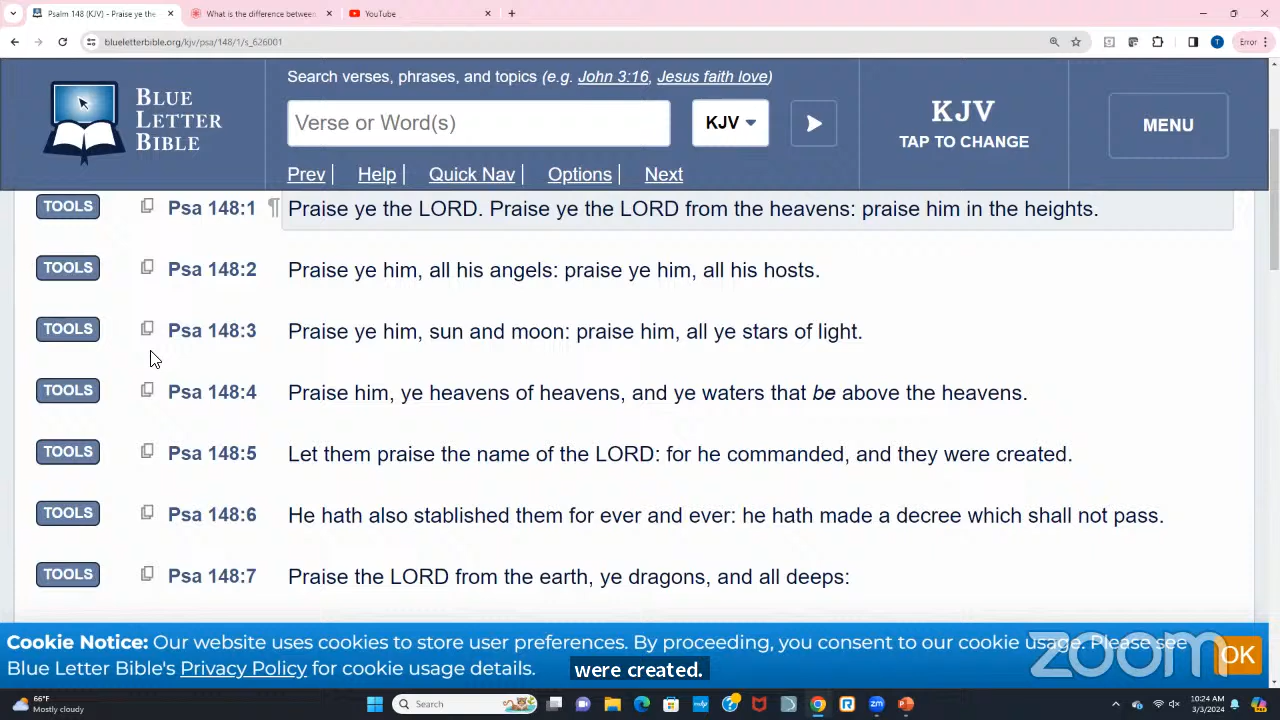 Psalm 148 (KJV) - Praise ye the
What is the difference between
YouTube
blueletterbible.org/kjv/psa/148/1/s_626001
Error
BLUE
LETTER
BIBLE
Search verses, phrases, and topics (e.g. John 3:16, Jesus faith love)
Verse or Word(s)
KJV
Prev | Help | Quick Nav | Options | Next
KJV
TAP TO CHANGE
MENU
TOOLS Psa 148:1 ¶ Praise ye the LORD. Praise ye the LORD from the heavens: praise him in the heights.
TOOLS Psa 148:2 Praise ye him, all his angels: praise ye him, all his hosts.
TOOLS Psa 148:3 Praise ye him, sun and moon: praise him, all ye stars of light.
TOOLS Psa 148:4 Praise him, ye heavens of heavens, and ye waters that be above the heavens.
TOOLS Psa 148:5 Let them praise the name of the LORD: for he commanded, and they were created.
TOOLS Psa 148:6 He hath also stablished them for ever and ever: he hath made a decree which shall not pass.
TOOLS Psa 148:7 Praise the LORD from the earth, ye dragons, and all deeps:
Cookie Notice: Our website uses cookies to store user preferences. By proceeding, you consent to our cookie usage. Please see
Blue Letter Bible's Privacy Policy for cookie usage details.
OK
zoom
were created.
66°F
Mostly cloudy
Search
10:24 AM
3/3/2024